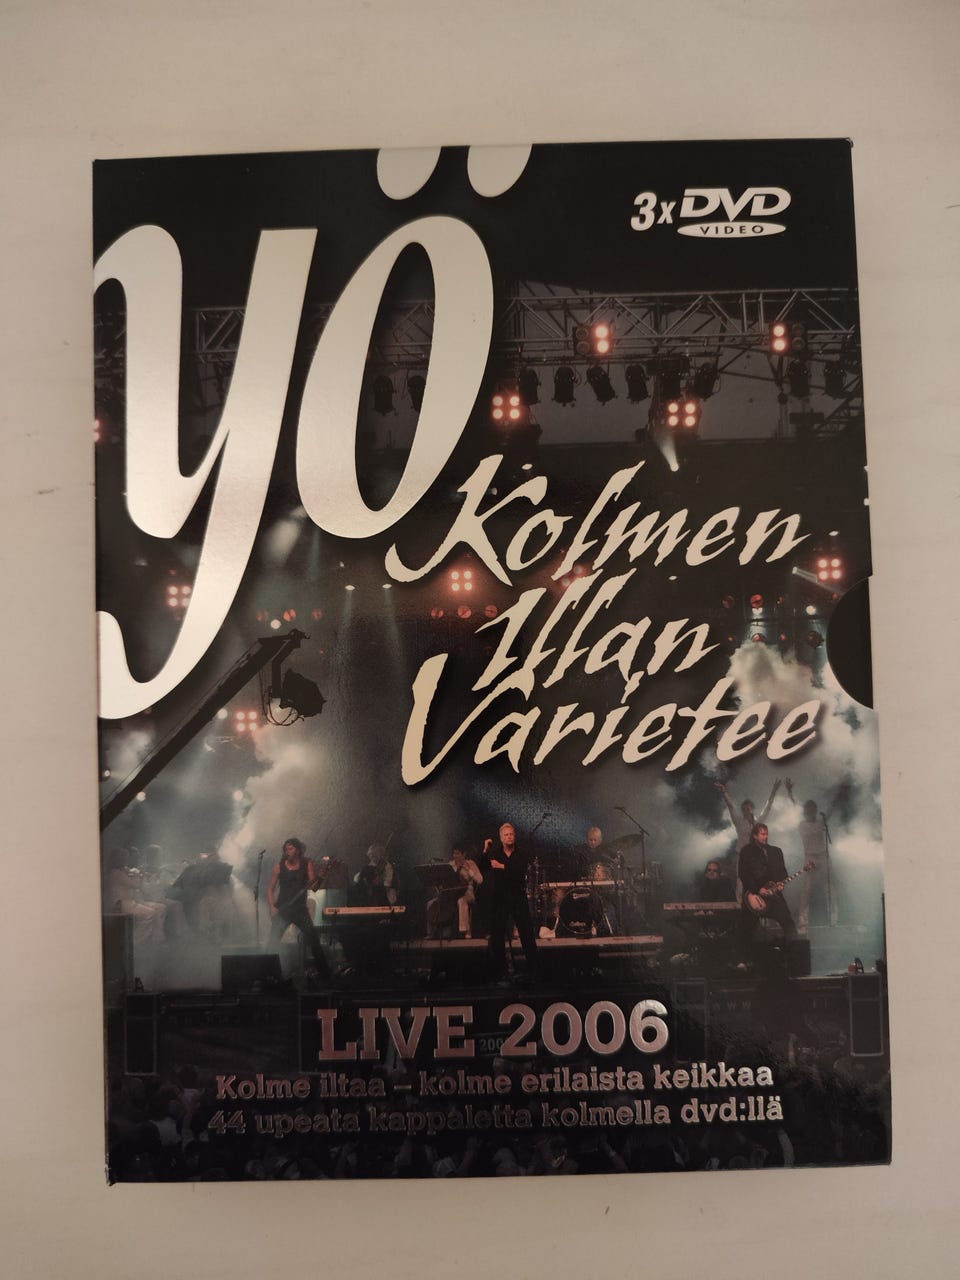 yö
3x DVD
VIDEO
Kolmen
Illan
Varietee
LIVE 2006
Kolme iltaa – kolme erilaista keikkaa
44 upeata kappaletta kolmella dvd:llä